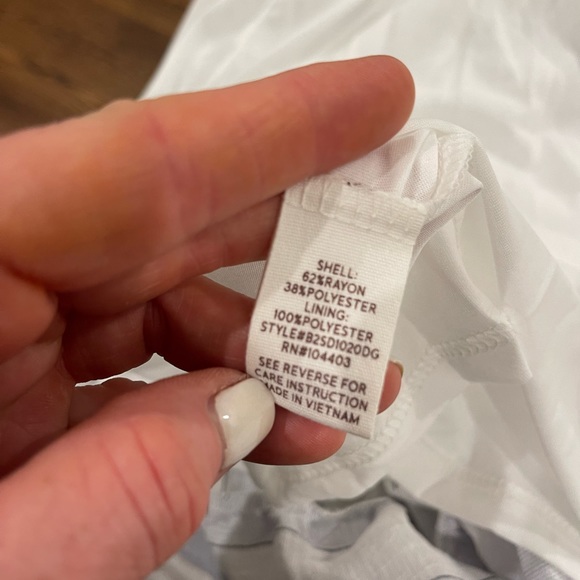 SHELL:
62%RAYON
38%POLYESTER
LINING:
100%POLYESTER
STYLE#B2SD1020DG
RN#104403
SEE REVERSE FOR
CARE INSTRUCTION
MADE IN VIETNAM